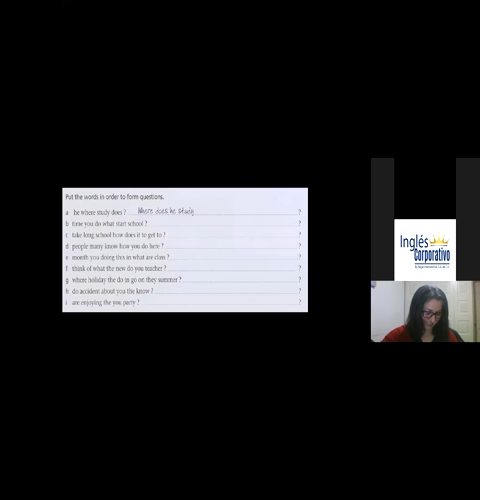 Put the words in order to form questions.
a he where study does ? Where does he study ?
b time you do what start school ? ?
c take long school how does it to get to ? ?
d people many know how you do here ? ?
e month you doing this in what are class ? ?
f think of what the new do you teacher ? ?
g where holiday the do in go on they summer ? ?
h do accident about you the know ? ?
i are enjoying the you party ? ?
Inglés
Corporativo